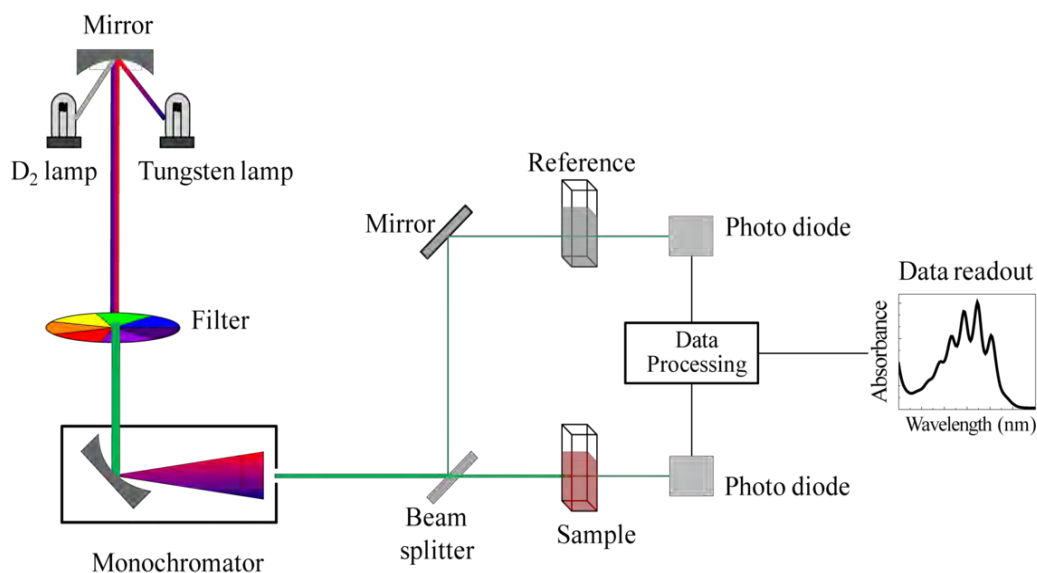 Mirror
D₂ lamp
Tungsten lamp
Filter
Monochromator
Mirror
Reference
Photo diode
Data readout
Data
Processing
Absorbance
Wavelength (nm)
Beam
splitter
Sample
Photo diode